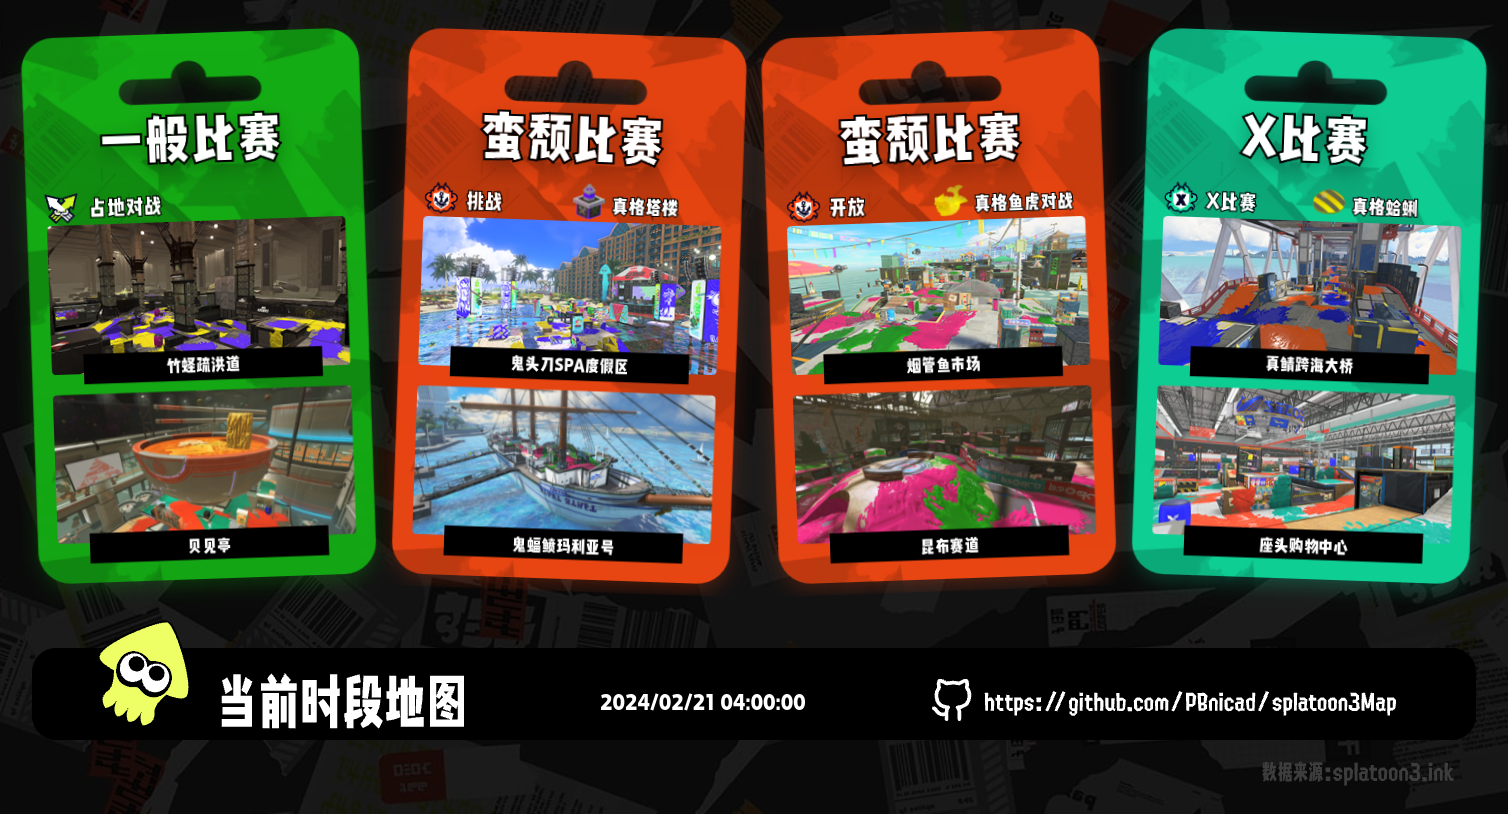 一般比赛
占地对战
竹蛏疏洪道
贝见亭
蛮颓比赛
挑战
真格塔楼
鬼头刀SPA度假区
鬼蝠鲼玛利亚号
蛮颓比赛
开放
真格鱼虎对战
烟管鱼市场
昆布赛道
X比赛
X比赛
真格蛤蜊
真鲭跨海大桥
座头购物中心
当前时段地图
2024/02/21 04:00:00
https://github.com/PBnicad/splatoon3Map
数据来源:splatoon3.ink